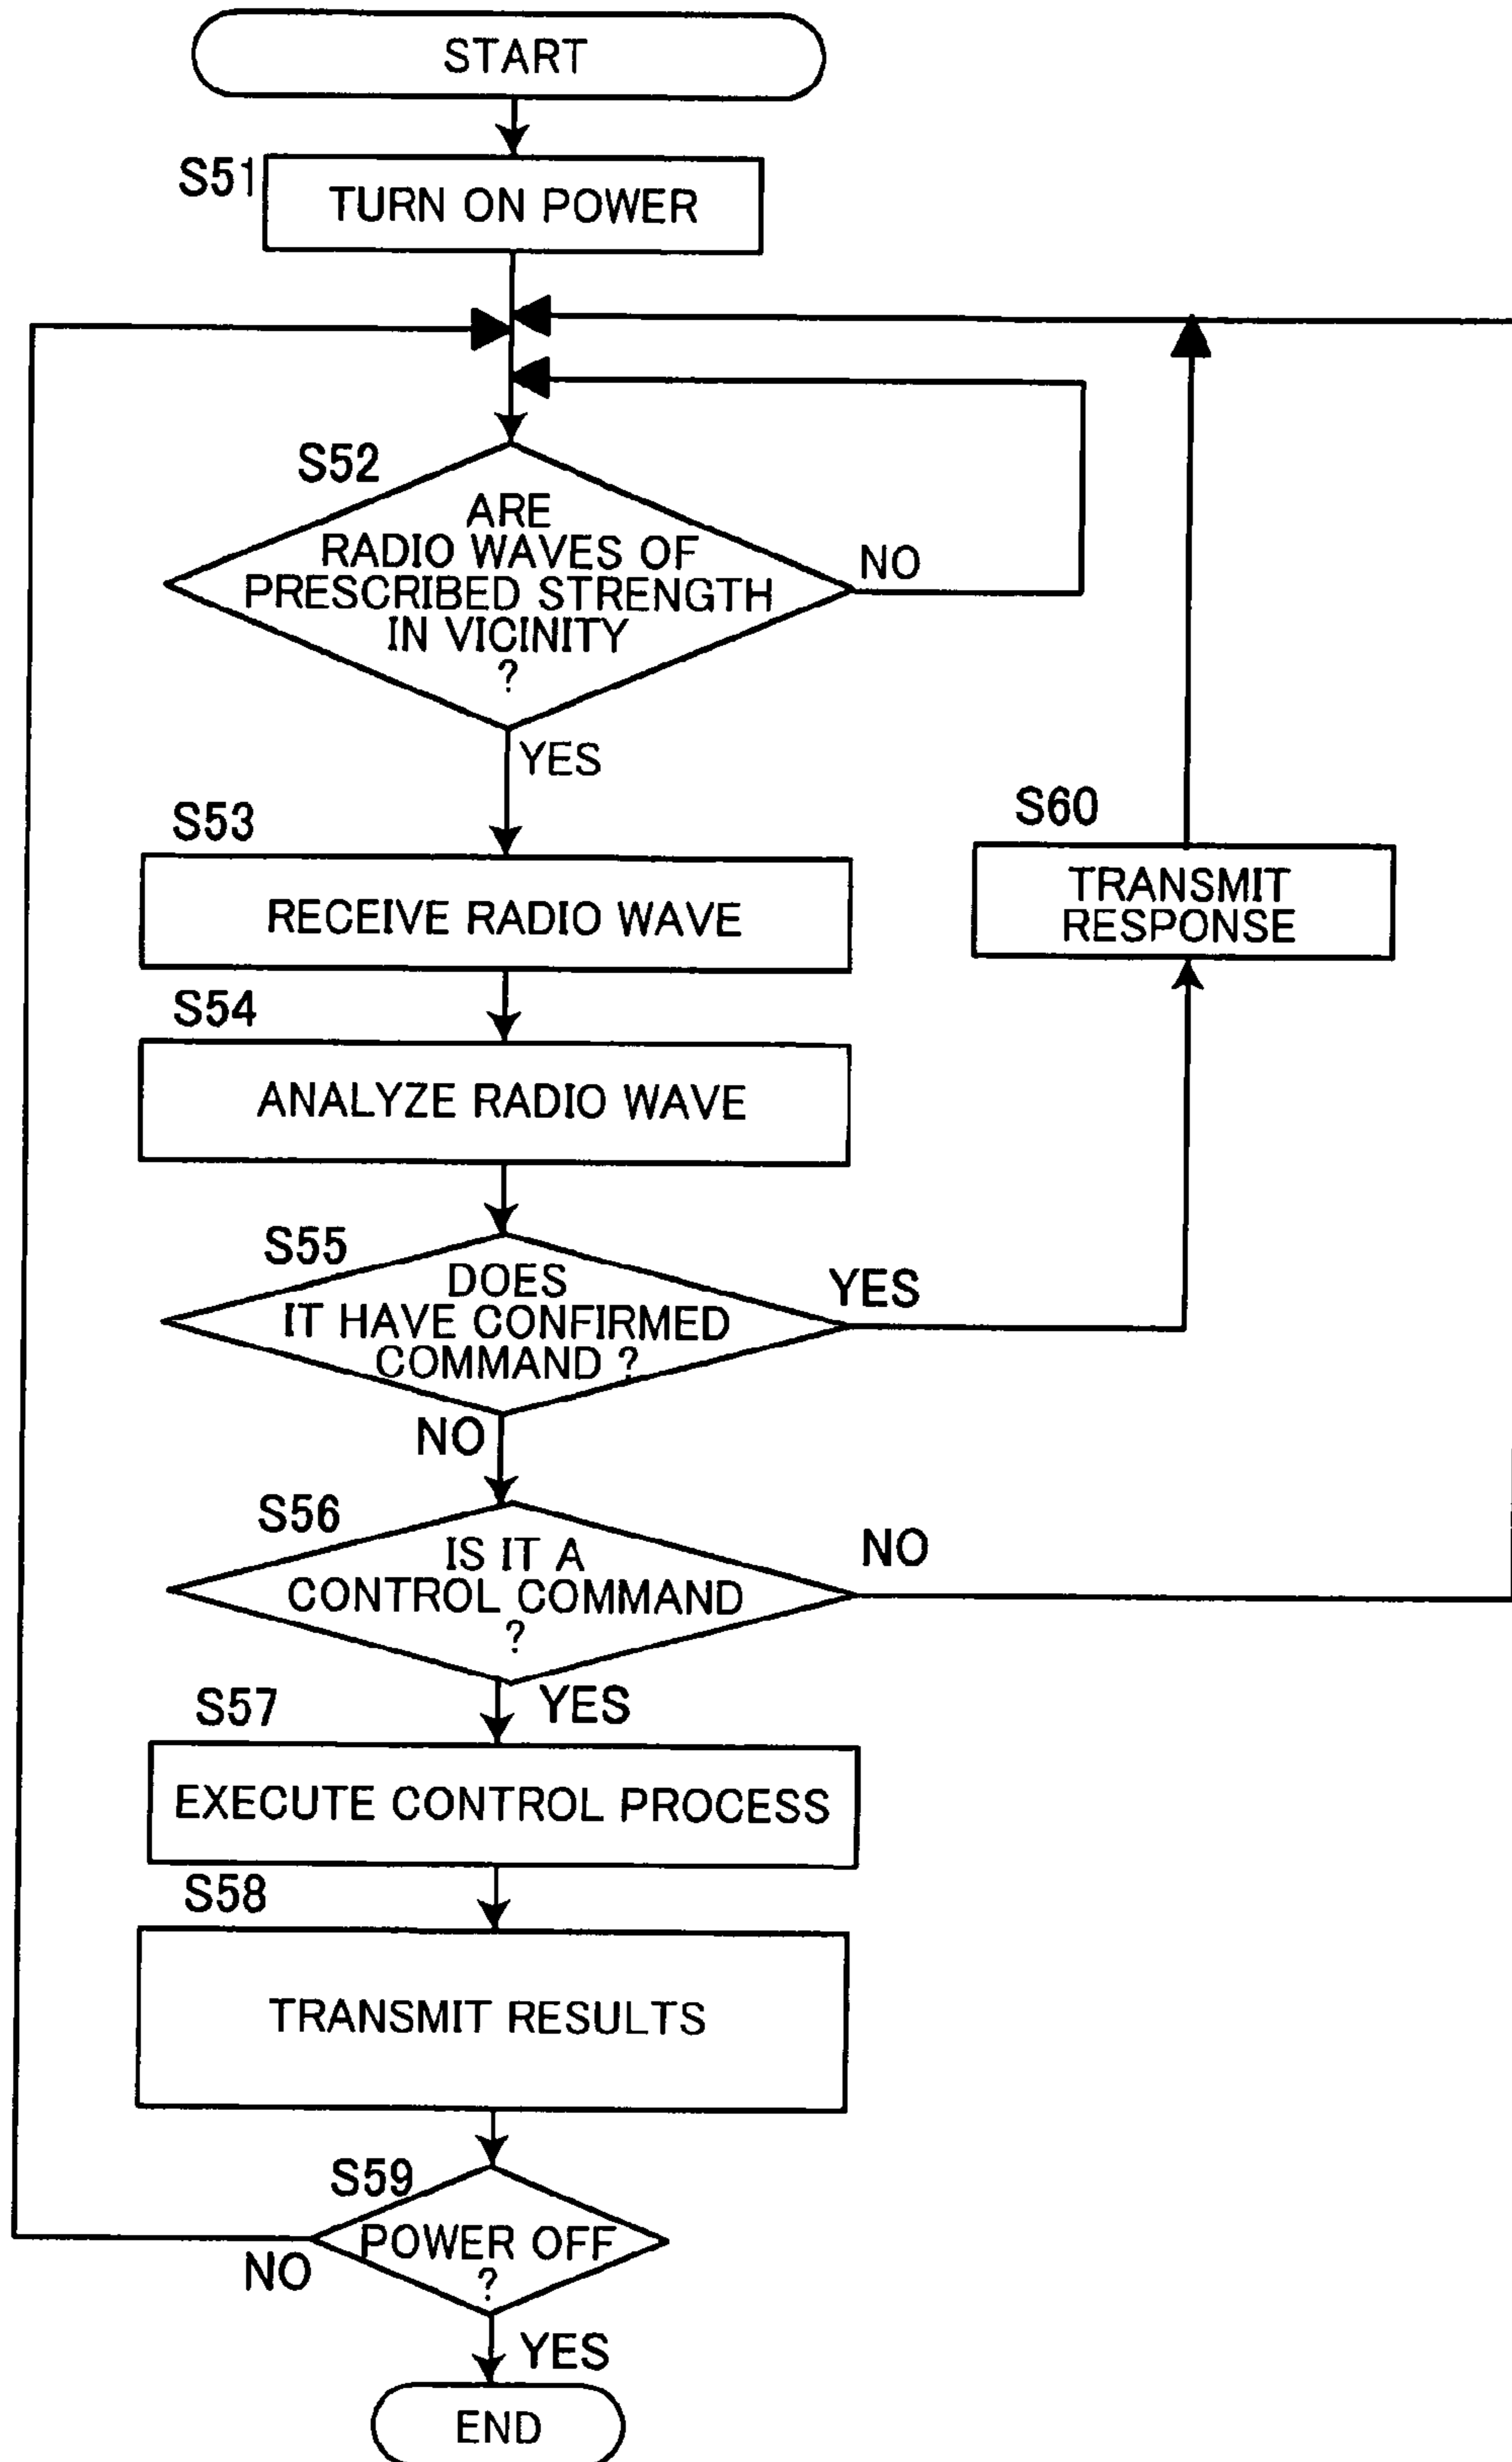 START
S51
TURN ON POWER
S52
ARE
RADIO WAVES OF
PRESCRIBED STRENGTH
IN VICINITY
?
NO
YES
S53
RECEIVE RADIO WAVE
S60
TRANSMIT
RESPONSE
S54
ANALYZE RADIO WAVE
S55
DOES
IT HAVE CONFIRMED
COMMAND ?
YES
NO
S56
IS IT A
CONTROL COMMAND
?
NO
YES
S57
EXECUTE CONTROL PROCESS
S58
TRANSMIT RESULTS
S59
POWER OFF
?
NO
YES
END